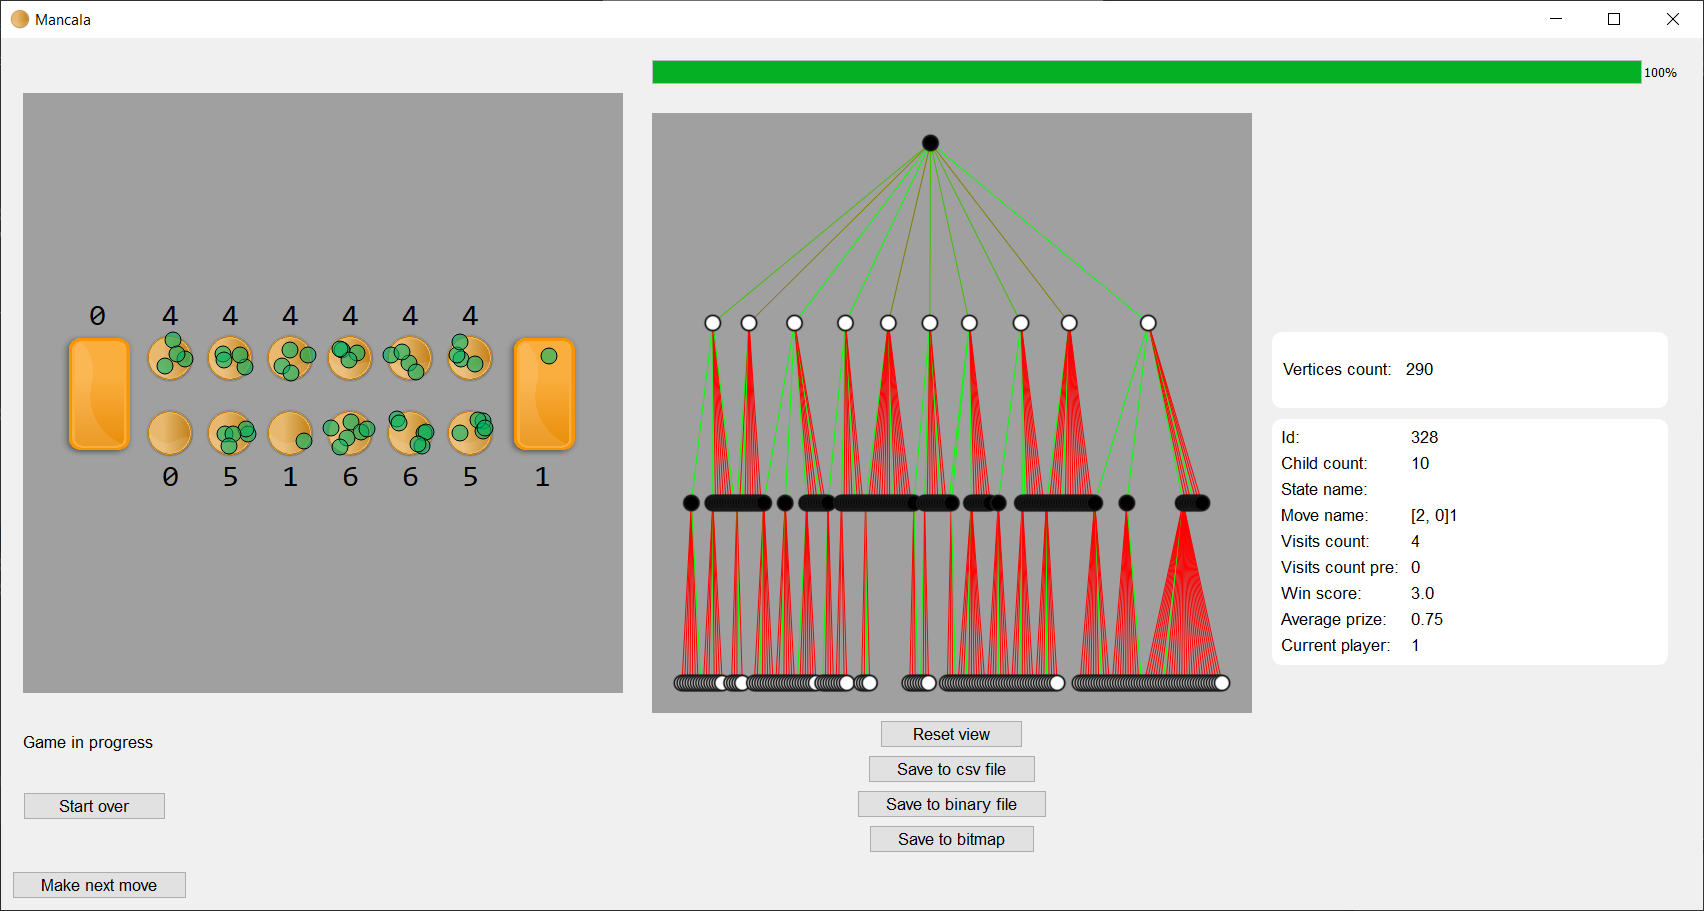 Mancala
100%
0 4 4 4 4 4 4
0 5 1 6 6 5 1
Game in progress
Start over
Make next move
Reset view
Save to csv file
Save to binary file
Save to bitmap
Vertices count: 290
Id: 328
Child count: 10
State name:
Move name: [2, 0]1
Visits count: 4
Visits count pre: 0
Win score: 3.0
Average prize: 0.75
Current player: 1